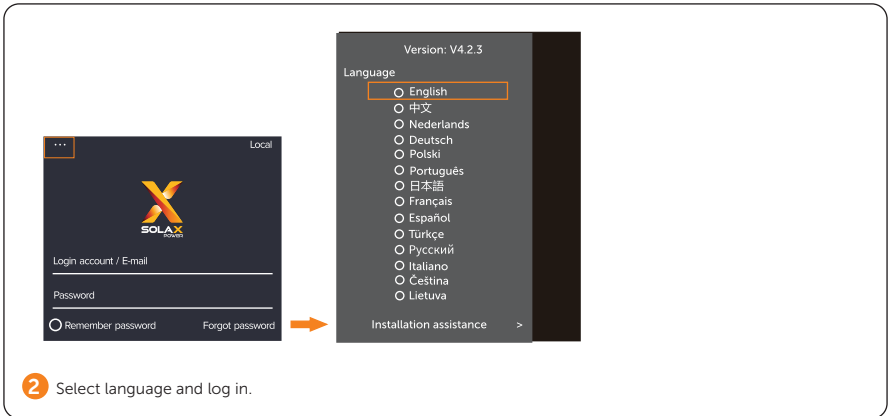 ... Local
SOLAX
POWER
Login account / E-mail
Password
Remember password Forgot password
Version: V4.2.3
Language
English
中文
Nederlands
Deutsch
Polski
Português
日本語
Français
Español
Türkçe
Русский
Italiano
Čeština
Lietuva
Installation assistance >
2 Select language and log in.